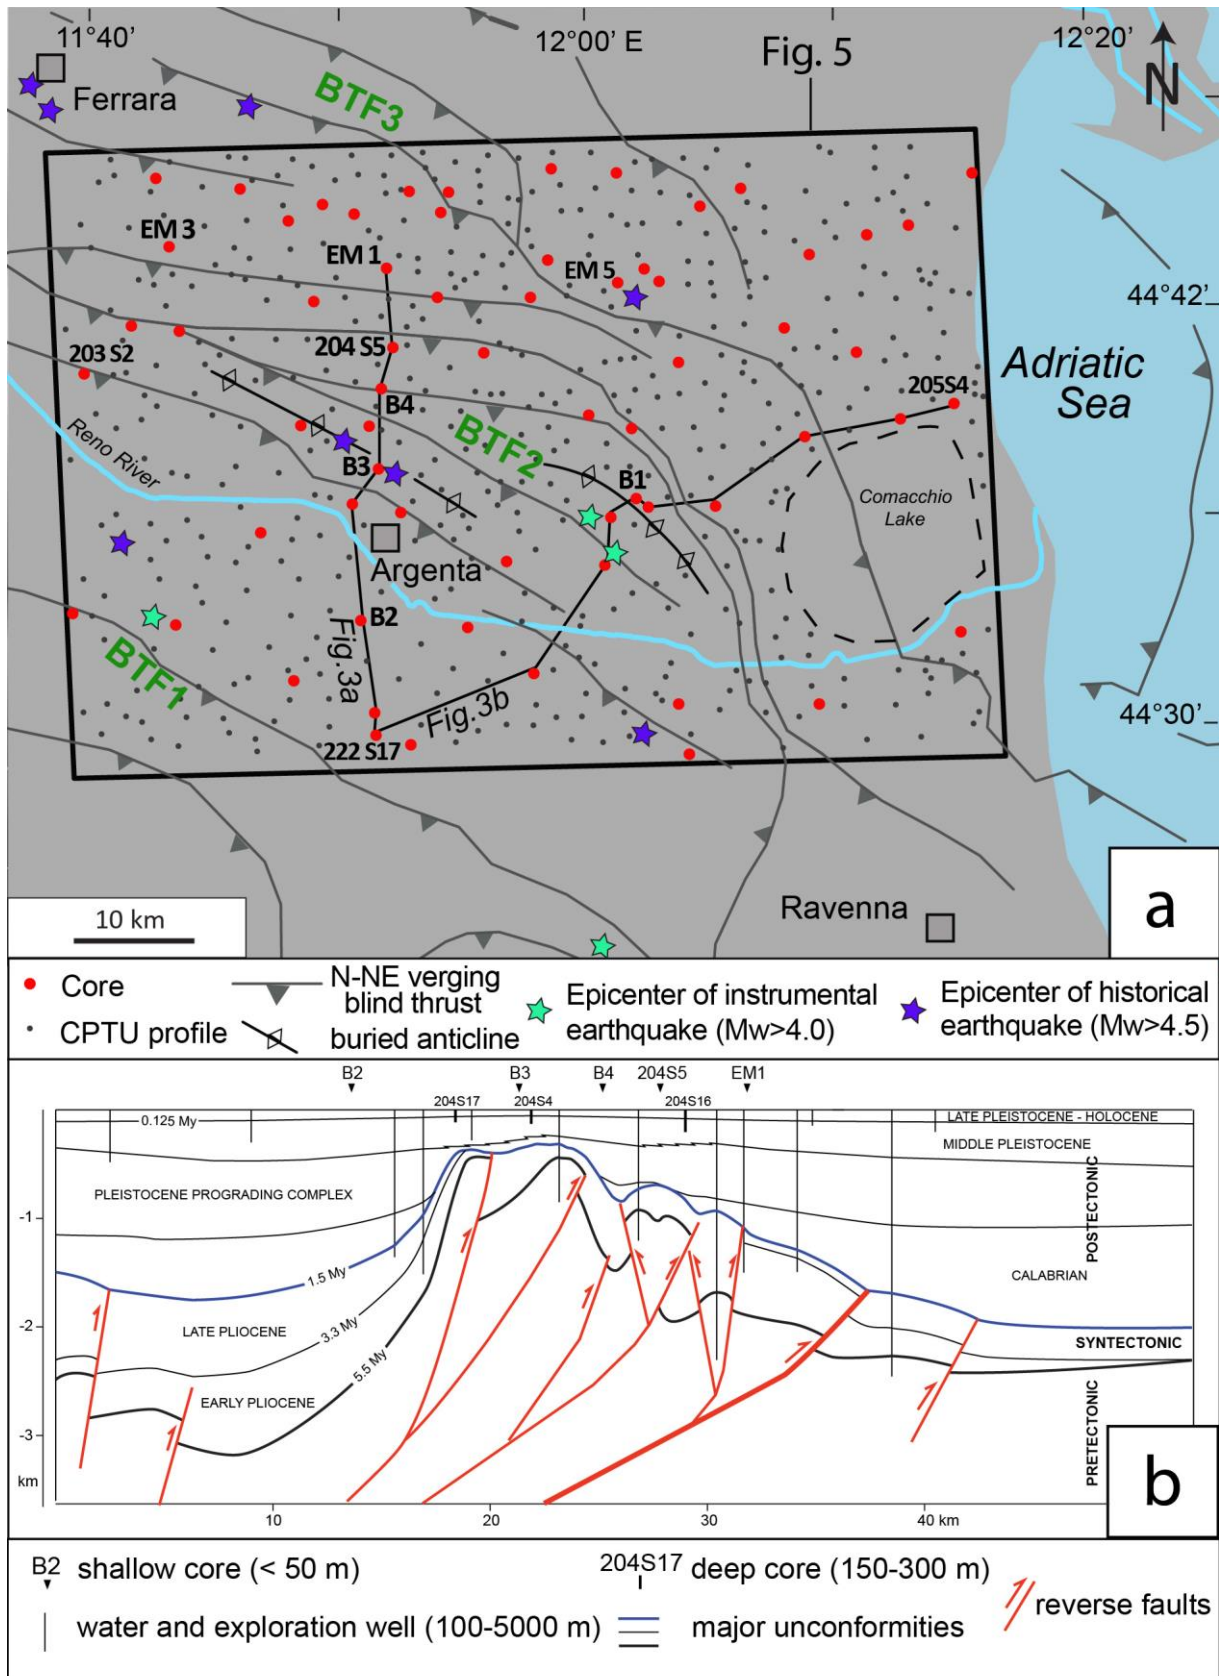 11°40'
12°00' E
12°20'
Fig. 5
N
Ferrara
BTF3
EM 3
EM 1
EM 5
44°42'
203 S2
204 S5
205S4
Adriatic
Sea
B4
Reno River
BTF2
B3
B1
Comacchio
Lake
Argenta
B2
BTF1
Fig.3a
Fig.3b
44°30'
222 S17
10 km
Ravenna
a
Core
N-NE verging
blind thrust
Epicenter of instrumental
earthquake (Mw>4.0)
Epicenter of historical
earthquake (Mw>4.5)
CPTU profile
buried anticline
B2
B3
B4
204S5
EM1
204S17
204S4
204S16
0.125 My
LATE PLEISTOCENE - HOLOCENE
MIDDLE PLEISTOCENE
PLEISTOCENE PROGRADING COMPLEX
POSTECTONIC
-1
1.5 My
CALABRIAN
LATE PLIOCENE
3.3 My
-2
SYNTECTONIC
5.5 My
EARLY PLIOCENE
PRETECTONIC
-3
km
b
10
20
30
40 km
B2
shallow core (< 50 m)
204S17
deep core (150-300 m)
water and exploration well (100-5000 m)
major unconformities
reverse faults